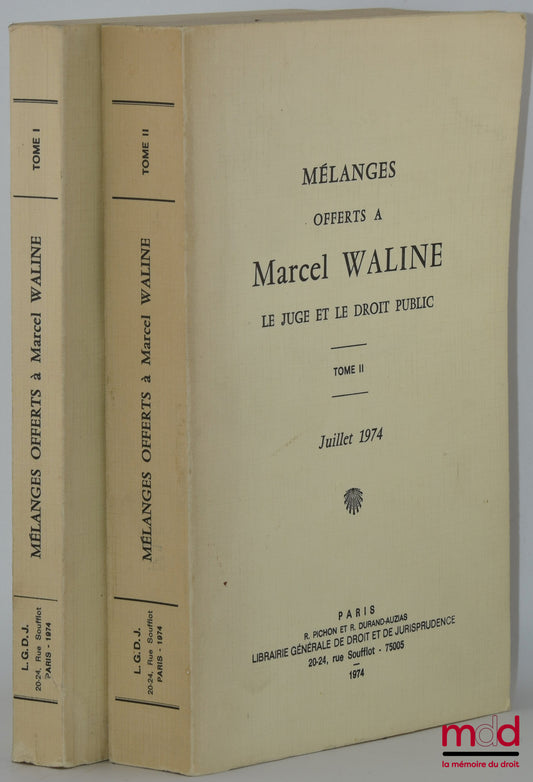 TOME I
MÉLANGES OFFERTS à Marcel WALINE
L.G.D.J.
20-24, Rue Soufflot
PARIS - 1974
TOME II
MÉLANGES OFFERTS à Marcel WALINE
L.G.D.J.
20-24, Rue Soufflot
PARIS - 1974
MÉLANGES
OFFERTS A
Marcel WALINE
LE JUGE ET LE DROIT PUBLIC
TOME II
Juillet 1974
PARIS
R. PICHON ET R. DURAND-AUZIAS
LIBRAIRIE GÉNÉRALE DE DROIT ET DE JURISPRUDENCE
20-24, rue Soufflot - 75005
1974
mdd
la mémoire du droit